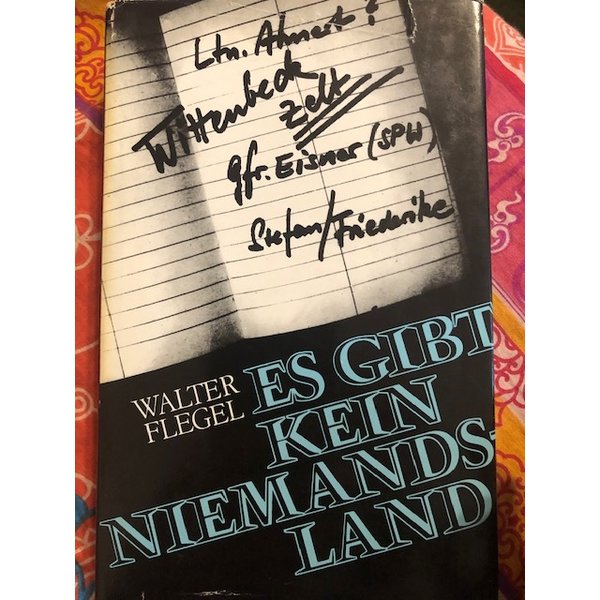 Ltn. Ahnert?
Wittenbeck
Zelt
gfr. Eisner (SPW)
Stefan/Friederike
WALTER
FLEGEL
ES GIBT
KEIN
NIEMANDS-
LAND